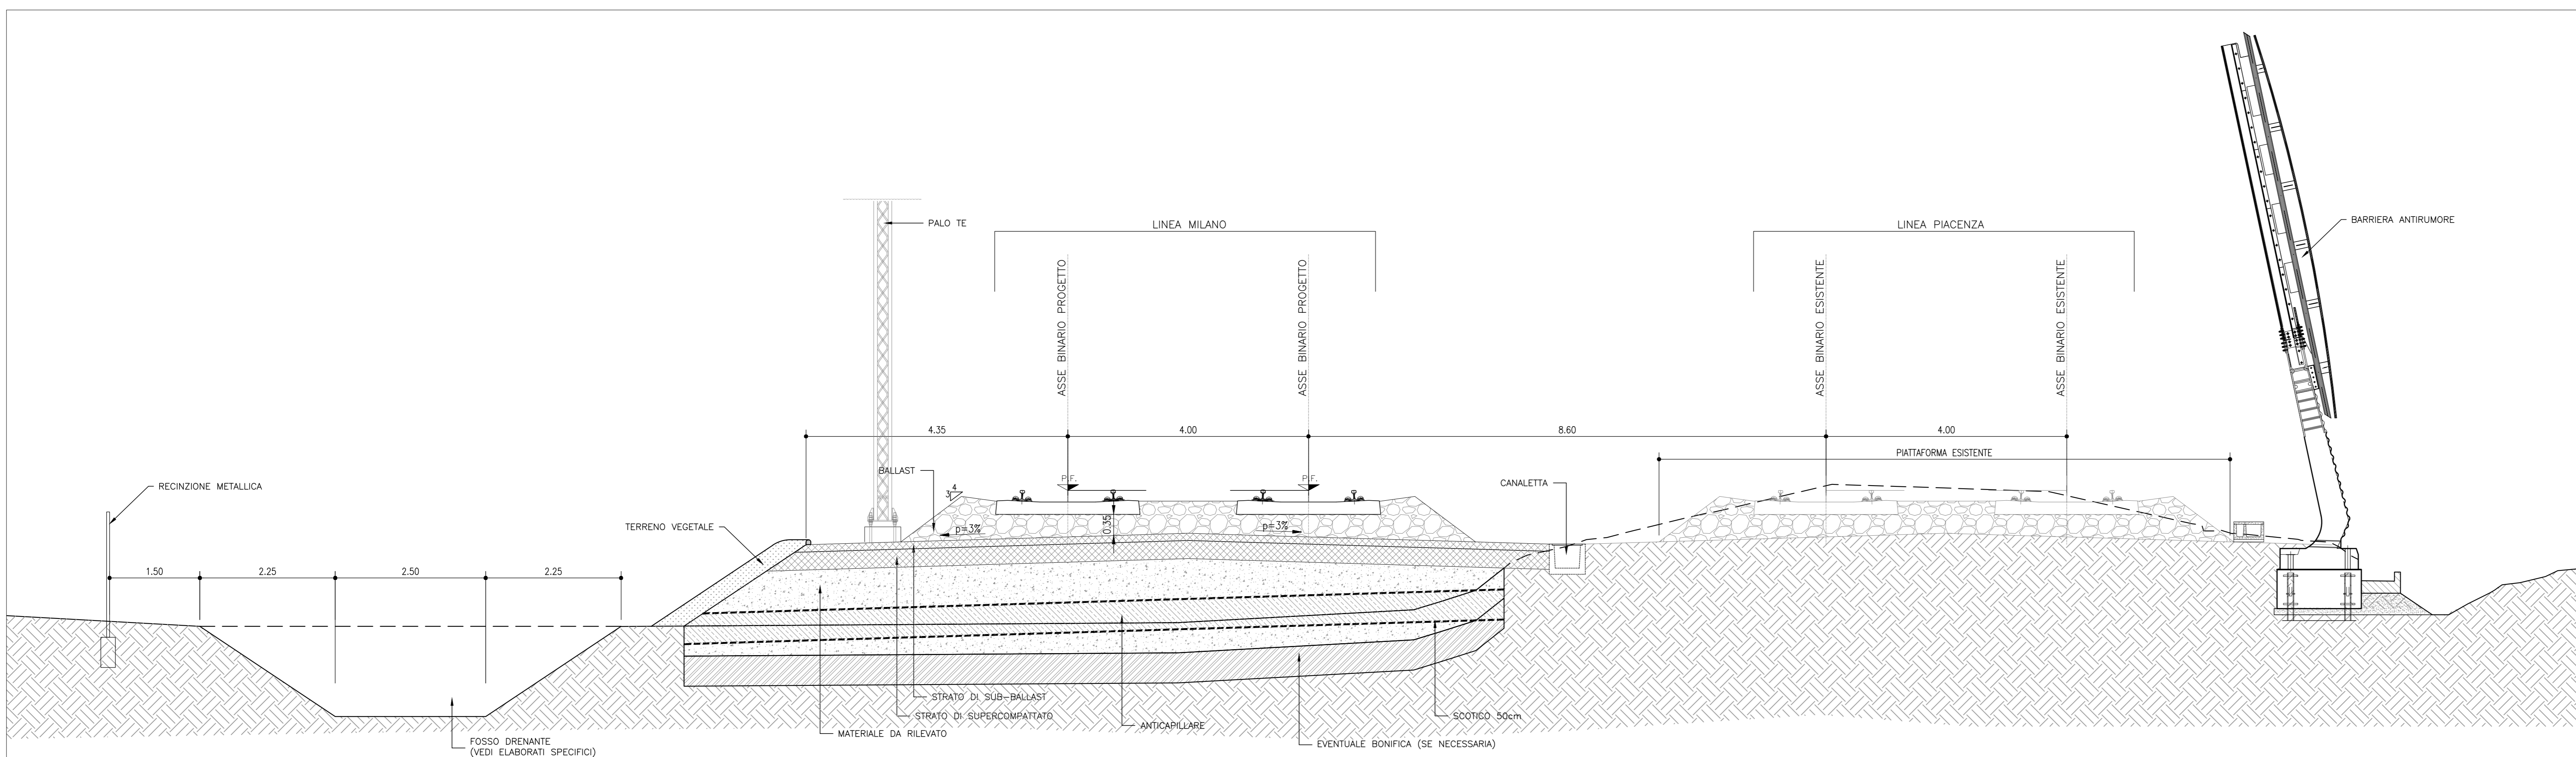 PALO TE
LINEA MILANO
LINEA PIACENZA
BARRIERA ANTIRUMORE
ASSE BINARIO PROGETTO
ASSE BINARIO PROGETTO
ASSE BINARIO ESISTENTE
ASSE BINARIO ESISTENTE
4.35
4.00
8.60
4.00
PIATTAFORMA ESISTENTE
BALLAST
P.F.
P.F.
CANALETTA
RECINZIONE METALLICA
3
4
TERRENO VEGETALE
p=3%
0.35
p=3%
1.50
2.25
2.50
2.25
STRATO DI SUB-BALLAST
STRATO DI SUPERCOMPATTATO
ANTICAPILLARE
SCOTICO 50cm
MATERIALE DA RILEVATO
FOSSO DRENANTE
(VEDI ELABORATI SPECIFICI)
EVENTUALE BONIFICA (SE NECESSARIA)